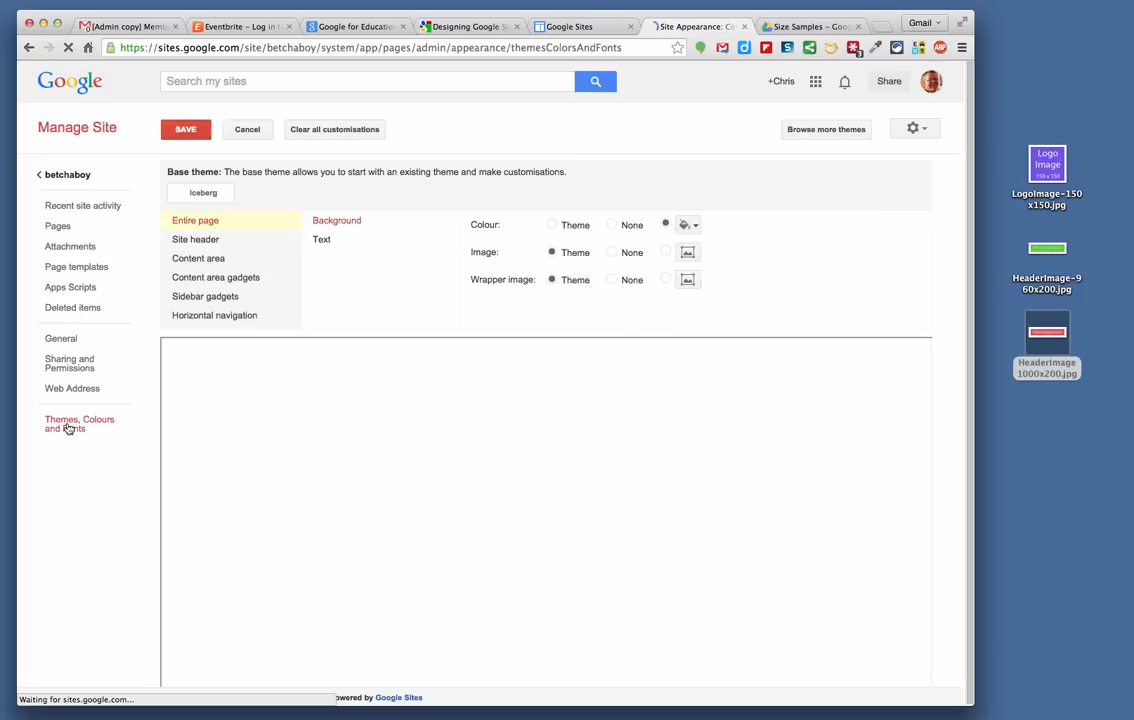 [Admin copy] Memb
Eventbrite – Log in
Google for Educatio
Designing Google Si
Google Sites
Site Appearance: Co
Size Samples – Goo
Gmail
https://sites.google.com/site/betchaboy/system/app/pages/admin/appearance/themesColorsAndFonts
3
ABP
Google
Search my sites
+Chris
Share
Manage Site
SAVE
Cancel
Clear all customisations
Browse more themes
betchaboy
Recent site activity
Pages
Attachments
Page templates
Apps Scripts
Deleted items
General
Sharing and
Permissions
Web Address
Themes, Colours
and Fonts
Base theme: The base theme allows you to start with an existing theme and make customisations.
Iceberg
Entire page
Site header
Content area
Content area gadgets
Sidebar gadgets
Horizontal navigation
Background
Text
Colour: Theme None
Image: Theme None
Wrapper image: Theme None
Logo
Image
150 x 150
LogoImage-150
x150.jpg
HeaderImage-9
60x200.jpg
HeaderImage
1000x200.jpg
Waiting for sites.google.com...
owered by Google Sites